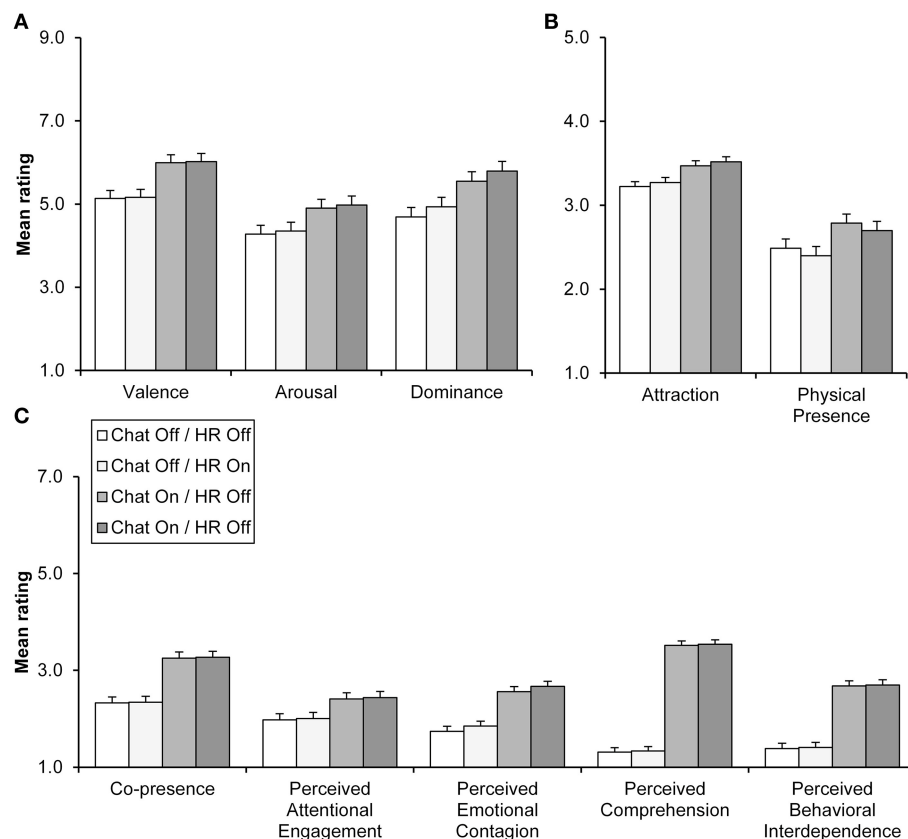 A
9.0
7.0
5.0
3.0
1.0
Mean rating
Valence
Arousal
Dominance
B
5.0
4.0
3.0
2.0
1.0
Attraction
Physical
Presence
C
Chat Off / HR Off
Chat Off / HR On
Chat On / HR Off
Chat On / HR Off
7.0
5.0
3.0
1.0
Mean rating
Co-presence
Perceived
Attentional
Engagement
Perceived
Emotional
Contagion
Perceived
Comprehension
Perceived
Behavioral
Interdependence